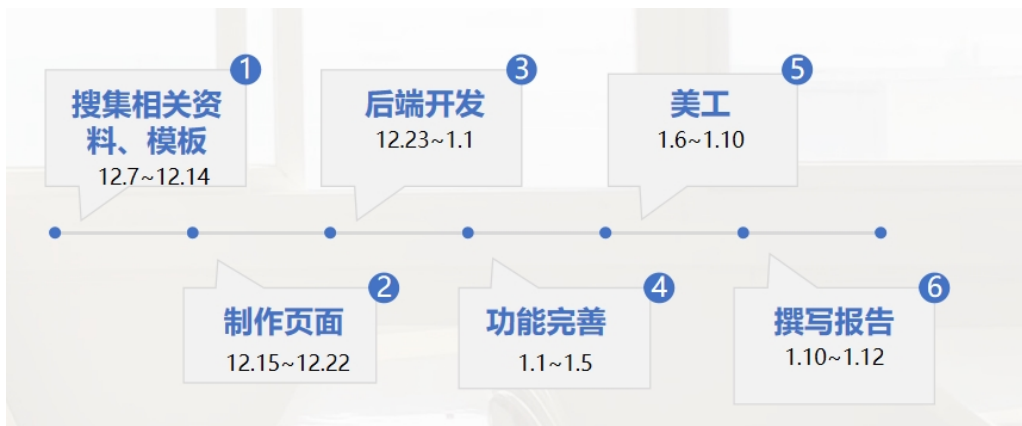 1
搜集相关资
料、模板
12.7~12.14
2
制作页面
12.15~12.22
3
后端开发
12.23~1.1
4
功能完善
1.1~1.5
5
美工
1.6~1.10
6
撰写报告
1.10~1.12